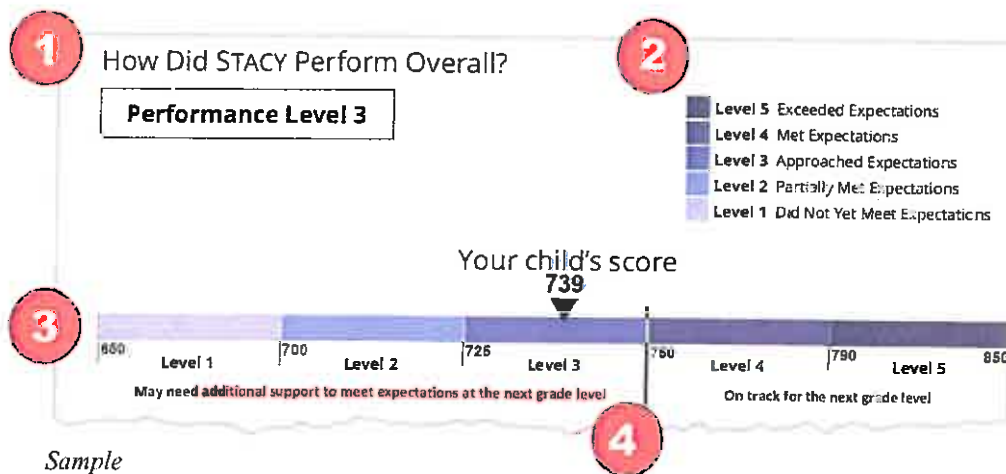 1
How Did STACY Perform Overall?
Performance Level 3
2
Level 5 Exceeded Expectations
Level 4 Met Expectations
Level 3 Approached Expectations
Level 2 Partially Met Expectations
Level 1 Did Not Yet Meet Expectations
Your child's score
739
3
650 700 725 750 790 850
Level 1 Level 2 Level 3 Level 4 Level 5
May need additional support to meet expectations at the next grade level On track for the next grade level
4
Sample